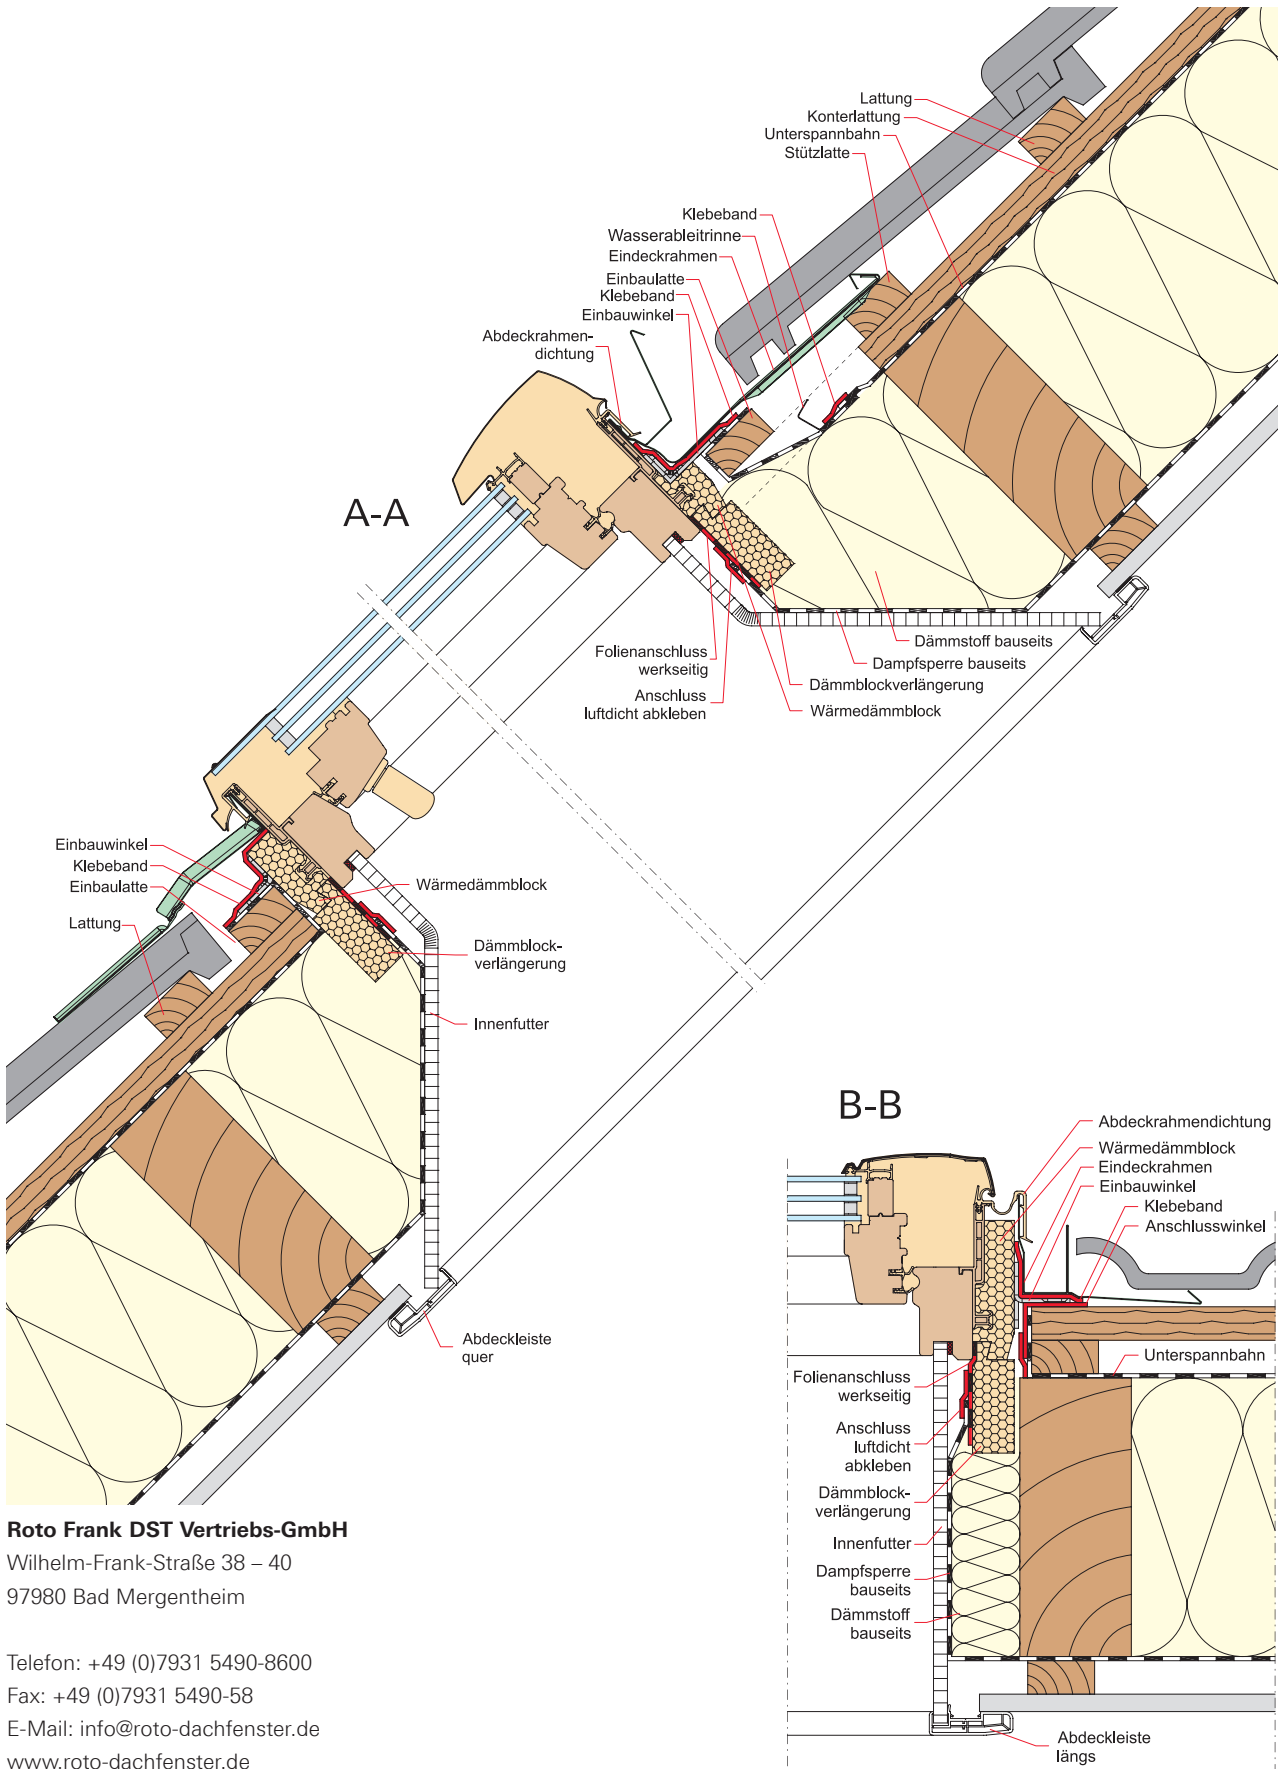 Lattung
Konterlattung
Unterspannbahn
Stützlatte
Klebeband
Wasserableitrinne
Eindeckrahmen
Einbaulatte
Klebeband
Einbauwinkel
Abdeckrahmen-
dichtung
A-A
Dämmstoff bauseits
Folienanschluss
werkseitig
Dampfsperre bauseits
Dämmblockverlängerung
Anschluss
luftdicht abkleben
Wärmedämmblock
Einbauwinkel
Klebeband
Einbaulatte
Lattung
Wärmedämmblock
Dämmblock-
verlängerung
Innenfutter
Abdeckleiste
quer
B-B
Abdeckrahmendichtung
Wärmedämmblock
Eindeckrahmen
Einbauwinkel
Klebeband
Anschlusswinkel
Unterspannbahn
Folienanschluss
werkseitig
Anschluss
luftdicht
abkleben
Dämmblock-
verlängerung
Innenfutter
Dampfsperre
bauseits
Dämmstoff
bauseits
Abdeckleiste
längs
Roto Frank DST Vertriebs-GmbH
Wilhelm-Frank-Straße 38 – 40
97980 Bad Mergentheim
Telefon: +49 (0)7931 5490-8600
Fax: +49 (0)7931 5490-58
E-Mail: info@roto-dachfenster.de
www.roto-dachfenster.de